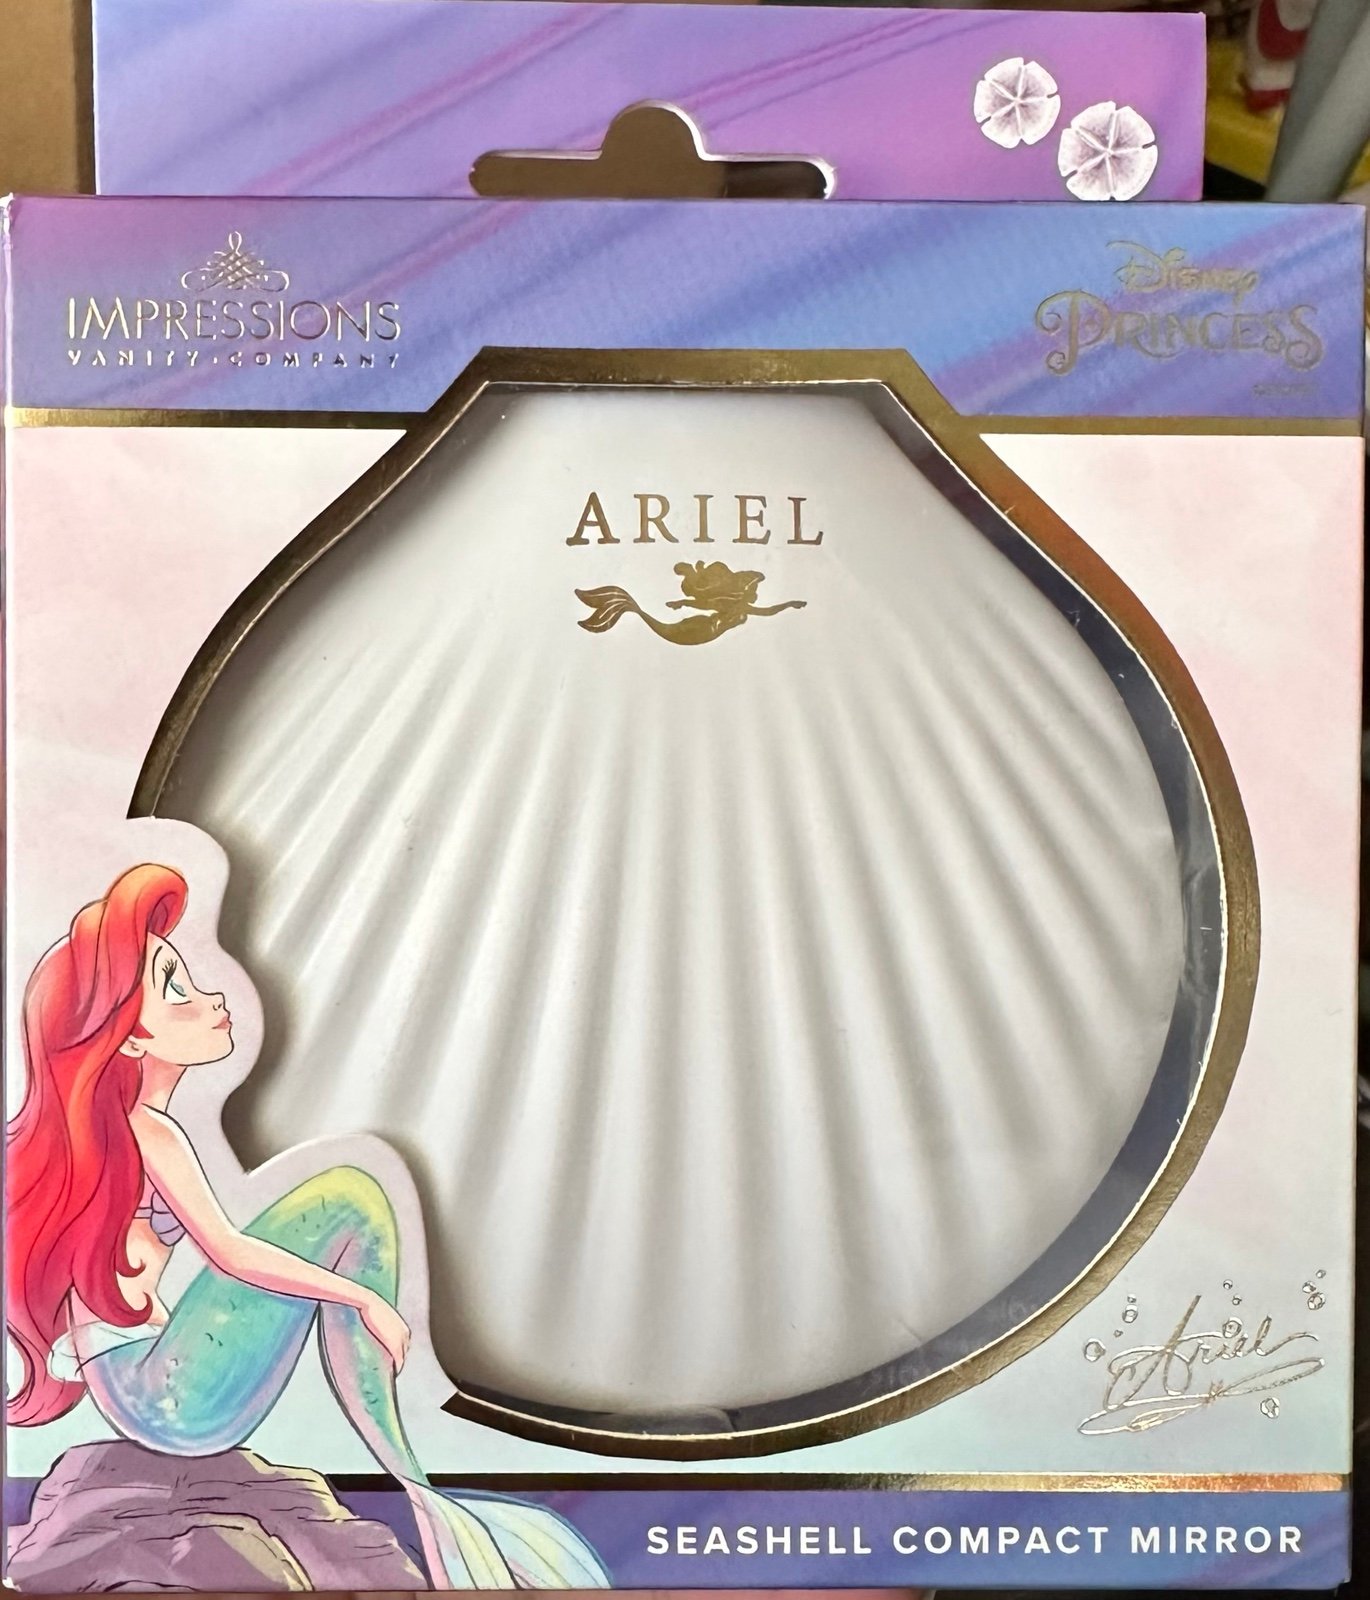 IMPRESSIONS
VANITY · COMPANY
Disney
PRINCESS
ARIEL
Ariel
SEASHELL COMPACT MIRROR